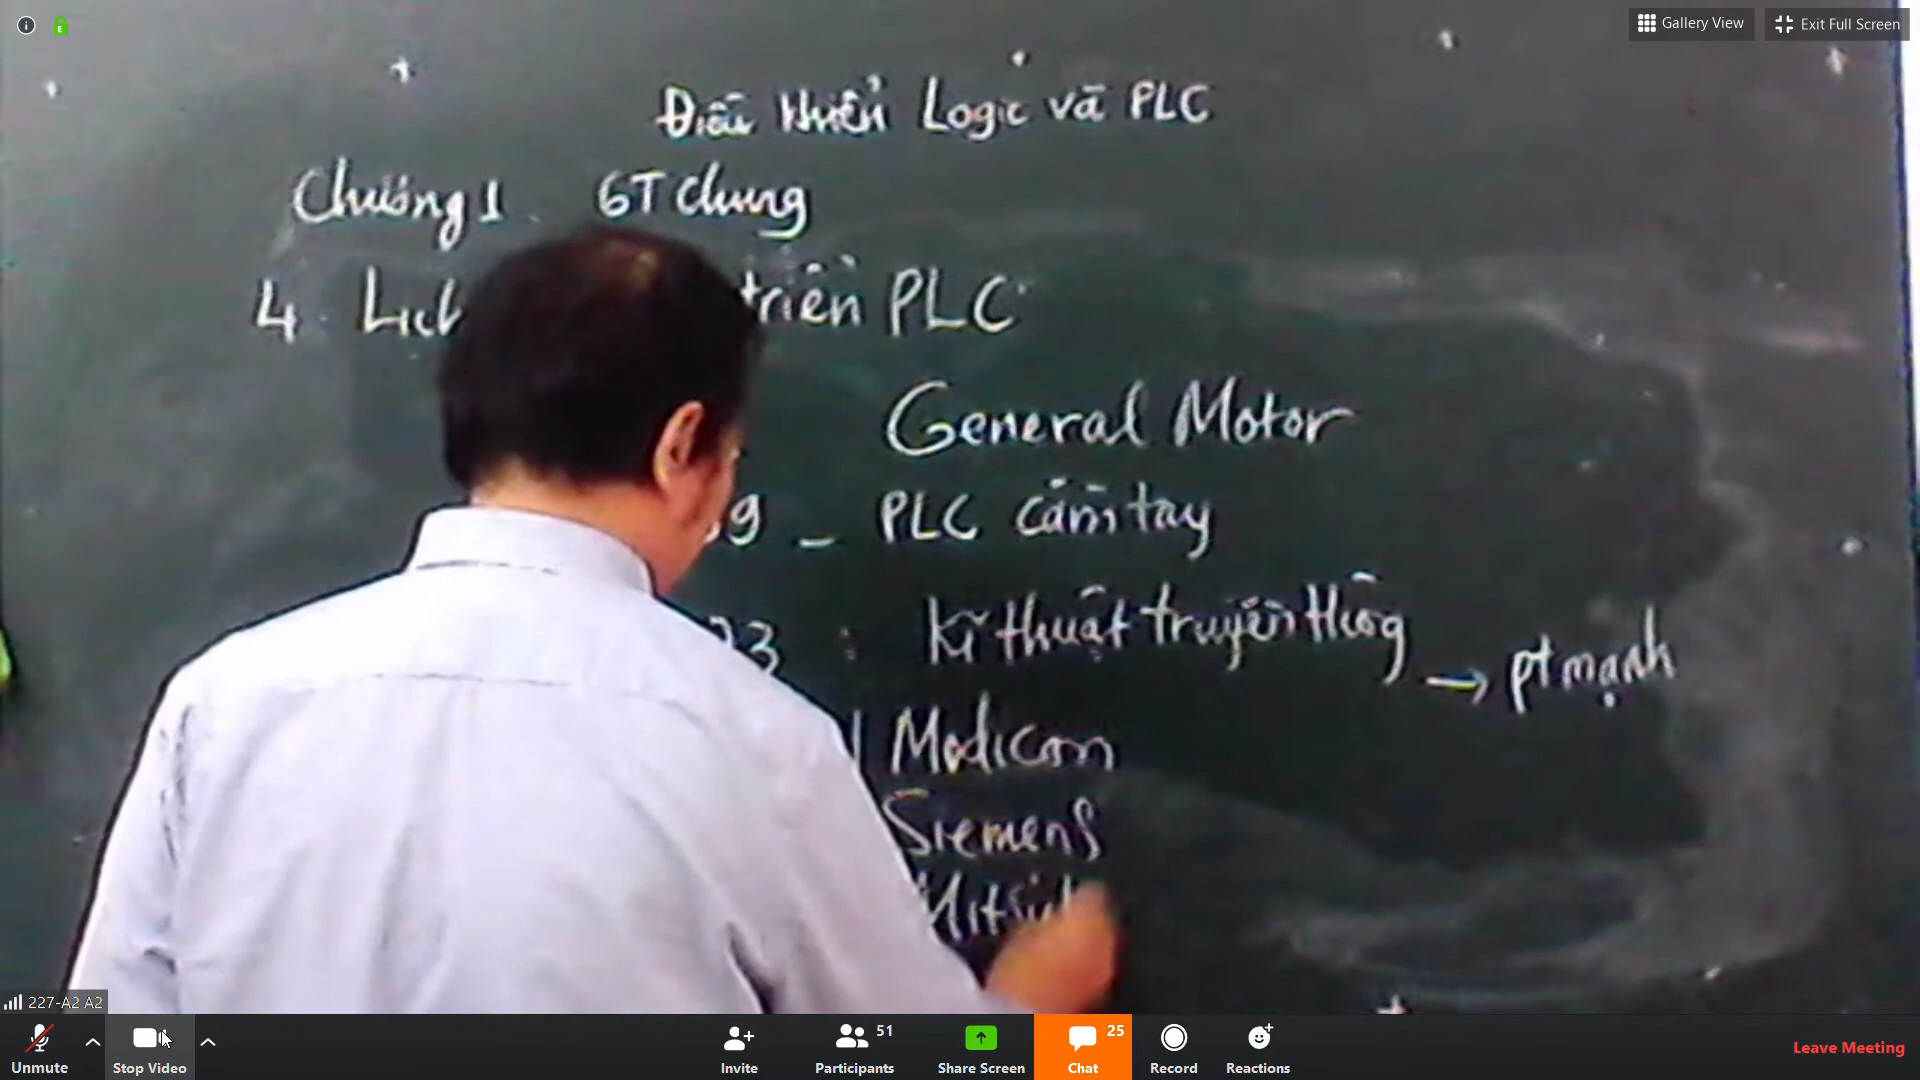 Gallery View
Exit Full Screen
Điều khiển Logic và PLC
Chương 1 GT chung
4. triển PLC
General Motor
9 - PLC cầm tay
: Kĩ thuật truyền thông → pt mạnh
Modicon
Siemens
Mitsub
227-A2 A2
Unmute
Stop Video
Invite
Participants 51
Share Screen
Chat 25
Record
Reactions
Leave Meeting